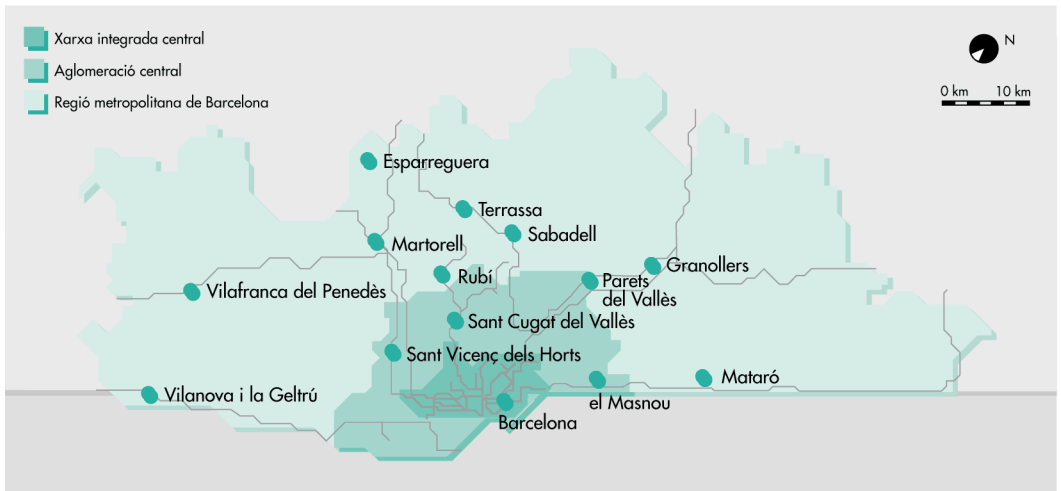 Xarxa integrada central
Aglomeració central
Regió metropolitana de Barcelona
N
0 km 10 km
Esparreguera
Terrassa
Sabadell
Martorell
Granollers
Rubí
Parets
del Vallès
Vilafranca del Penedès
Sant Cugat del Vallès
Sant Vicenç dels Horts
Mataró
Vilanova i la Geltrú
el Masnou
Barcelona